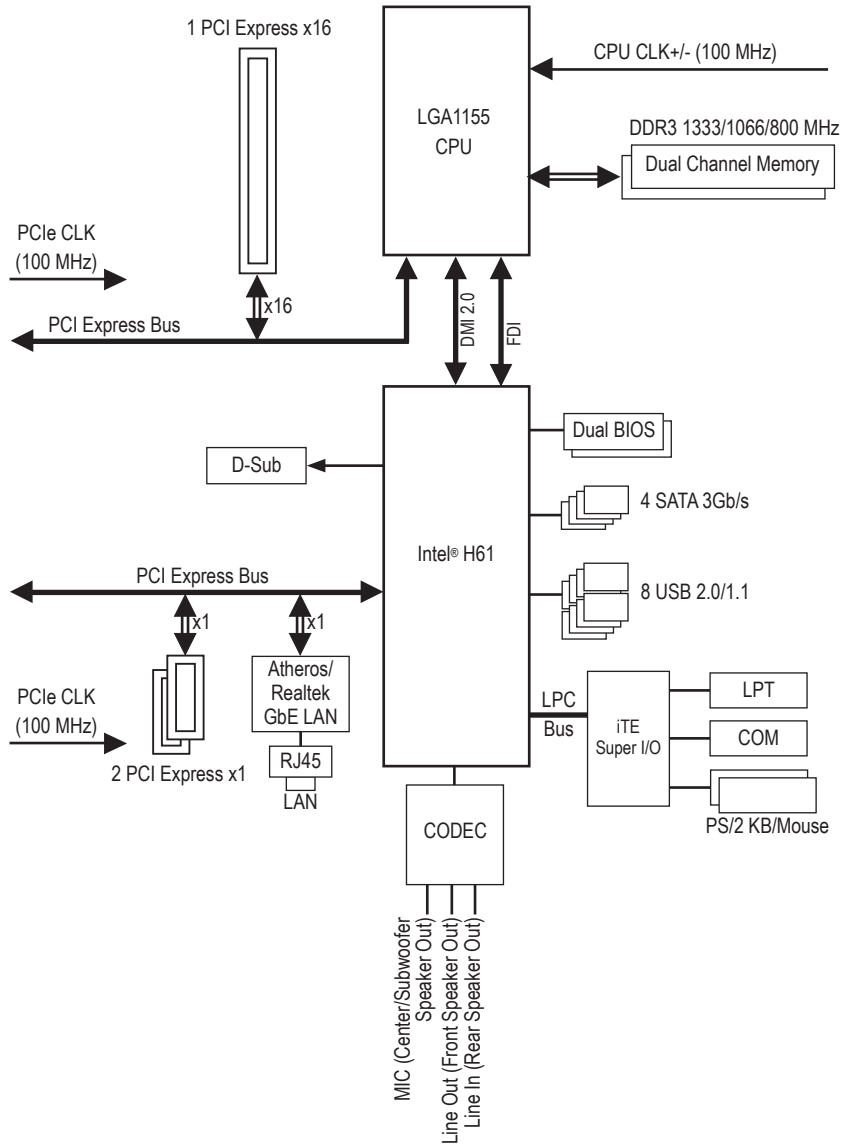 1 PCI Express x16
CPU CLK+/- (100 MHz)
LGA1155
CPU
DDR3 1333/1066/800 MHz
Dual Channel Memory
PCIe CLK
(100 MHz)
x16
PCI Express Bus
DMI 2.0
FDI
Dual BIOS
D-Sub
4 SATA 3Gb/s
Intel® H61
PCI Express Bus
8 USB 2.0/1.1
x1
x1
Atheros/
Realtek
GbE LAN
PCIe CLK
(100 MHz)
LPC
Bus
iTE
Super I/O
LPT
COM
RJ45
2 PCI Express x1
LAN
PS/2 KB/Mouse
CODEC
MIC (Center/Subwoofer
Speaker Out)
Line Out (Front Speaker Out)
Line In (Rear Speaker Out)